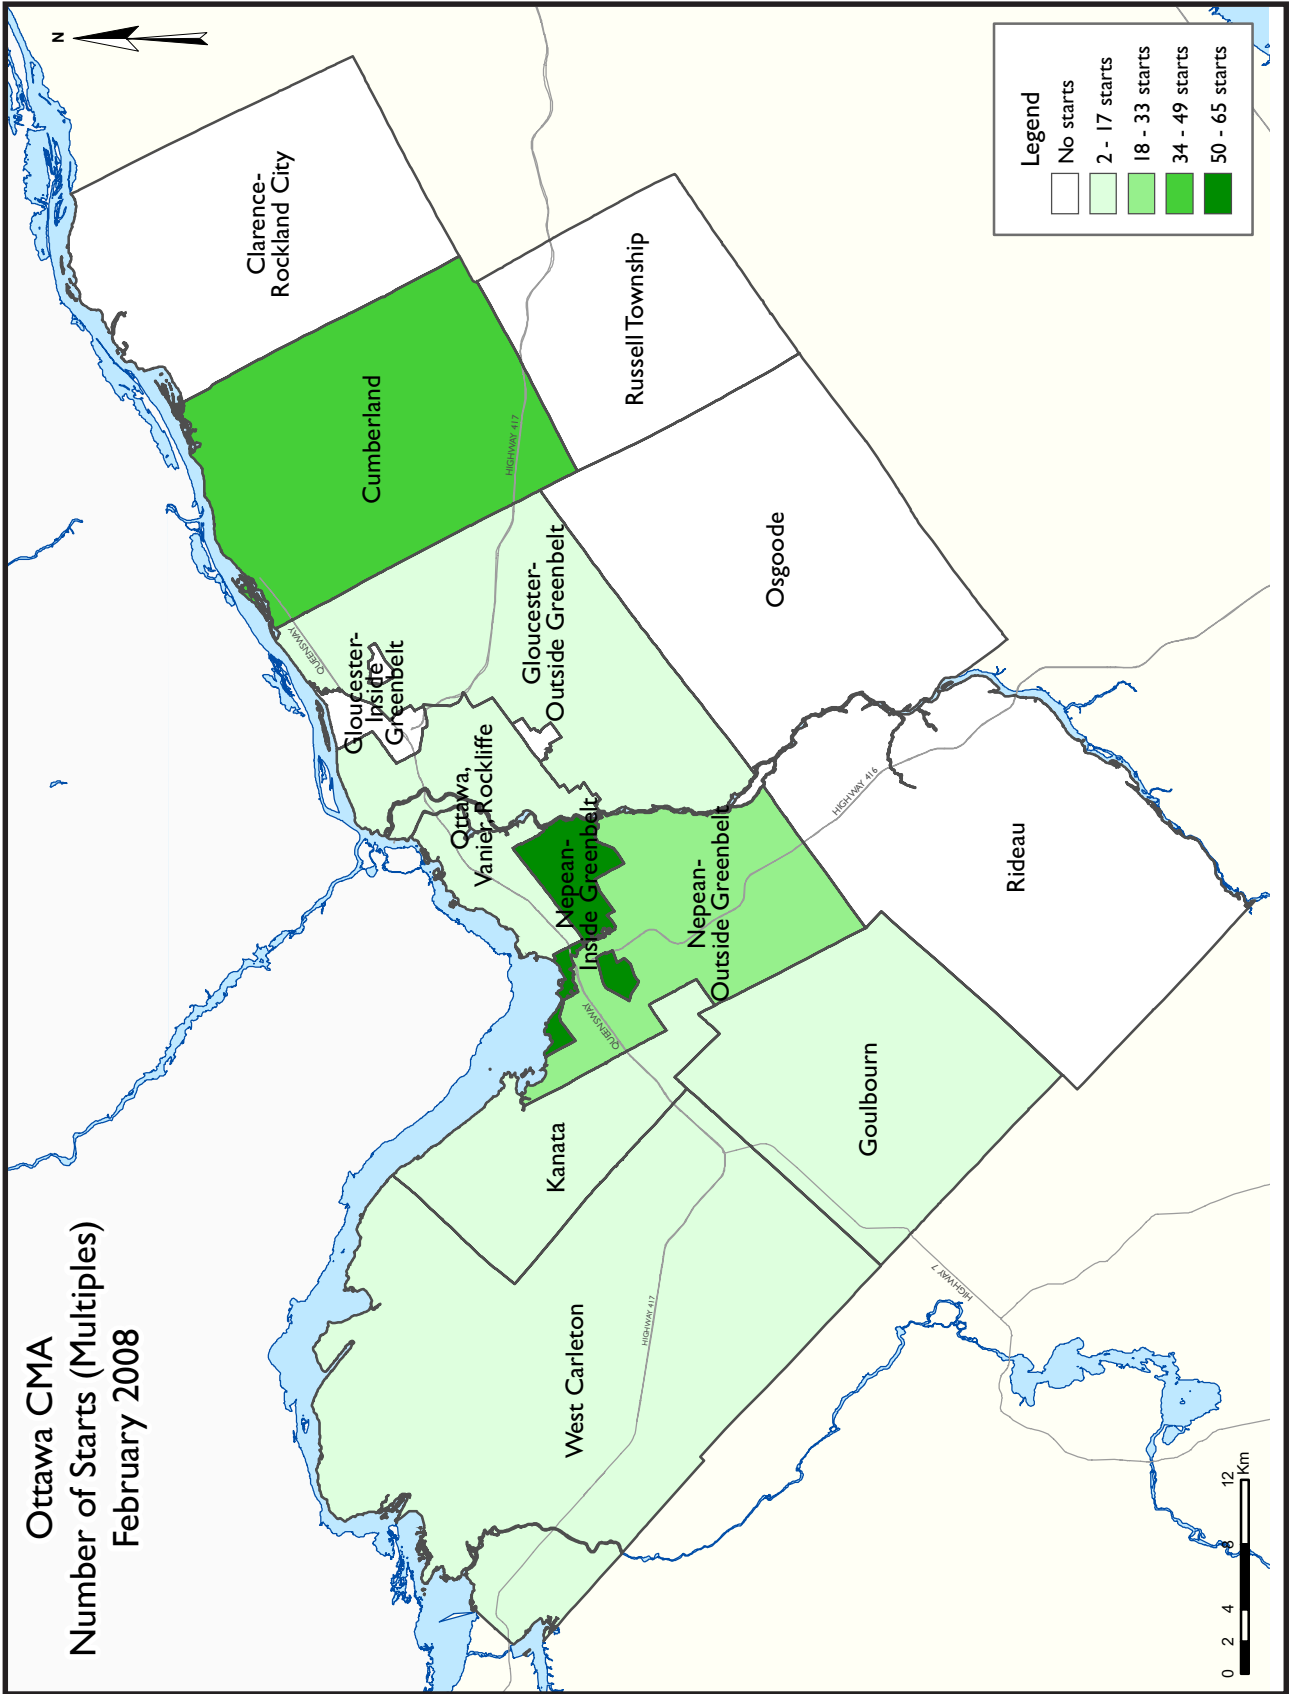 Ottawa CMA
Number of Starts (Multiples)
February 2008
N
Clarence-
Rockland City
Cumberland
Russell Township
HIGHWAY 417
QUEENSWAY
Gloucester-
Inside
Greenbelt
Gloucester-
Outside Greenbelt
Osgoode
Ottawa,
Vanier, Rockliffe
Nepean-
Inside Greenbelt
Nepean-
Outside Greenbelt
HIGHWAY 416
Rideau
QUEENSWAY
Kanata
Goulbourn
West Carleton
HIGHWAY 417
HIGHWAY 7
Legend
No starts
2 - 17 starts
18 - 33 starts
34 - 49 starts
50 - 65 starts
0 2 4 8 12
Km